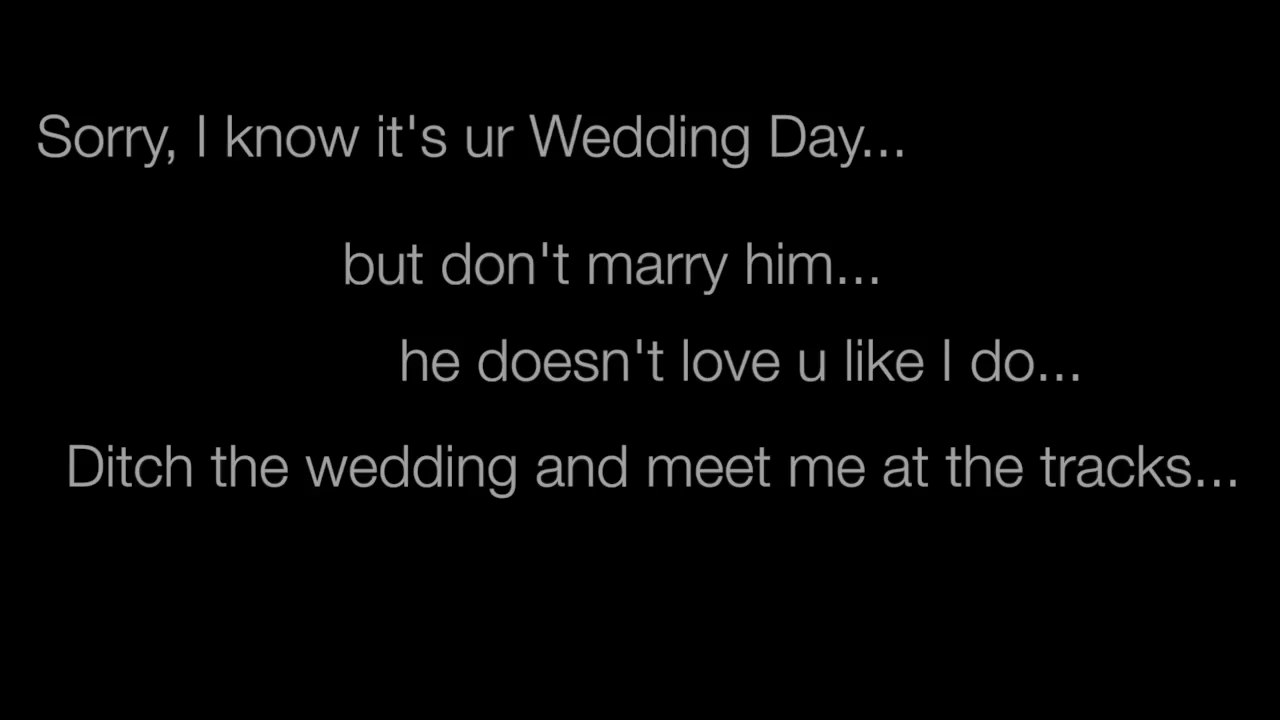 Sorry, I know it's ur Wedding Day...
but don't marry him...
he doesn't love u like I do...
Ditch the wedding and meet me at the tracks...